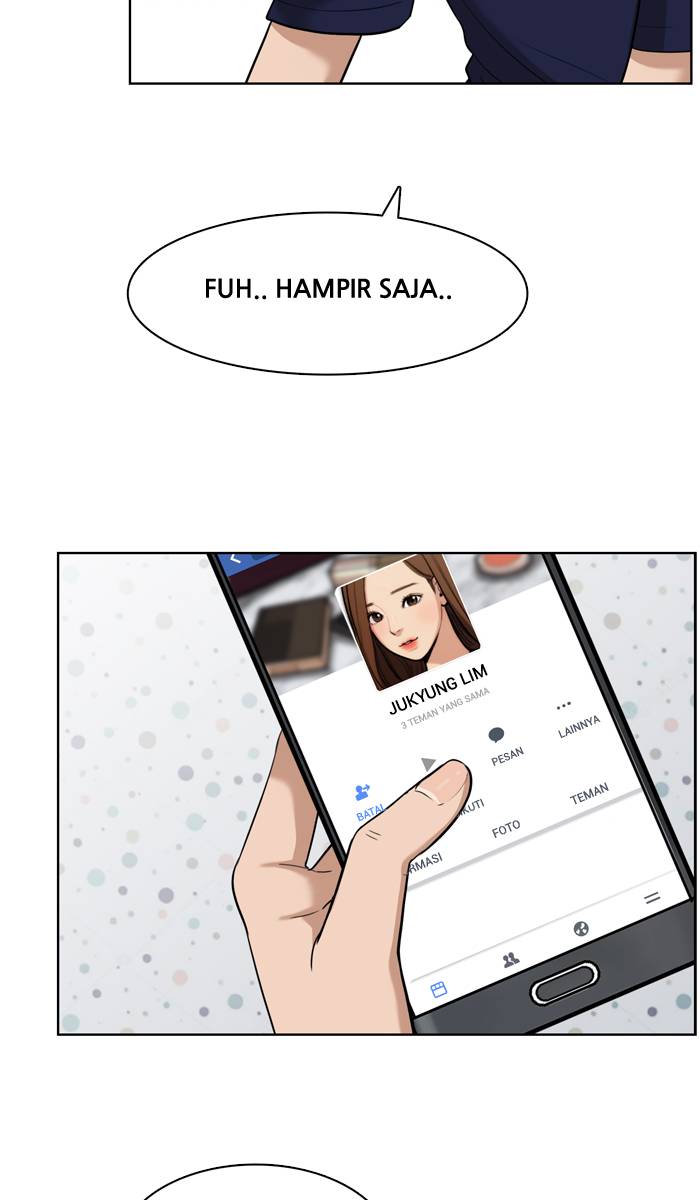 FUH.. HAMPIR SAJA..
JUKYUNG LIM
3 TEMAN YANG SAMA
BATAL
PESAN
LAINNYA
FOTO
TEMAN